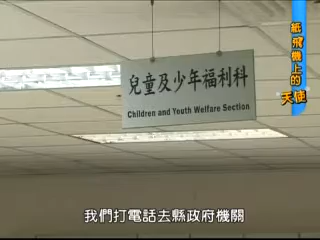 兒童及少年福利科
Children and Youth Welfare Section
紙飛機上的
天使
我們打電話去縣政府機關